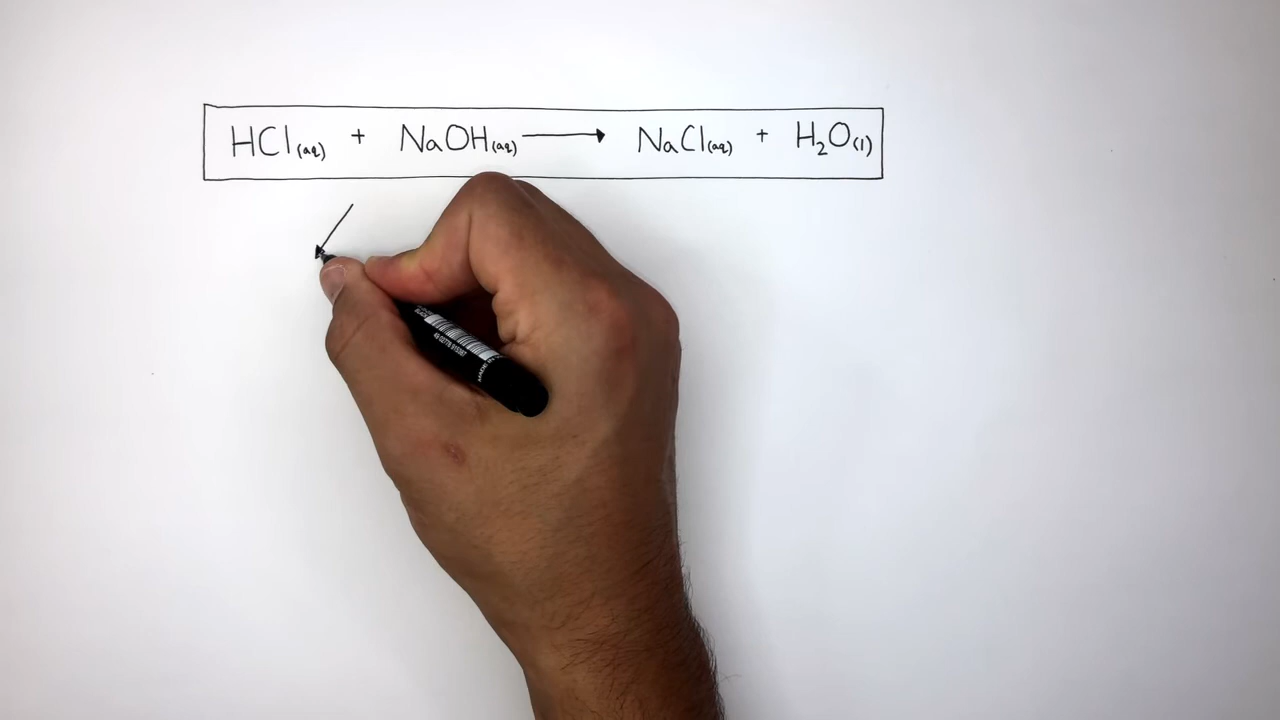 HCl(aq) + NaOH(aq) ⟶ NaCl(aq) + H₂O(l)